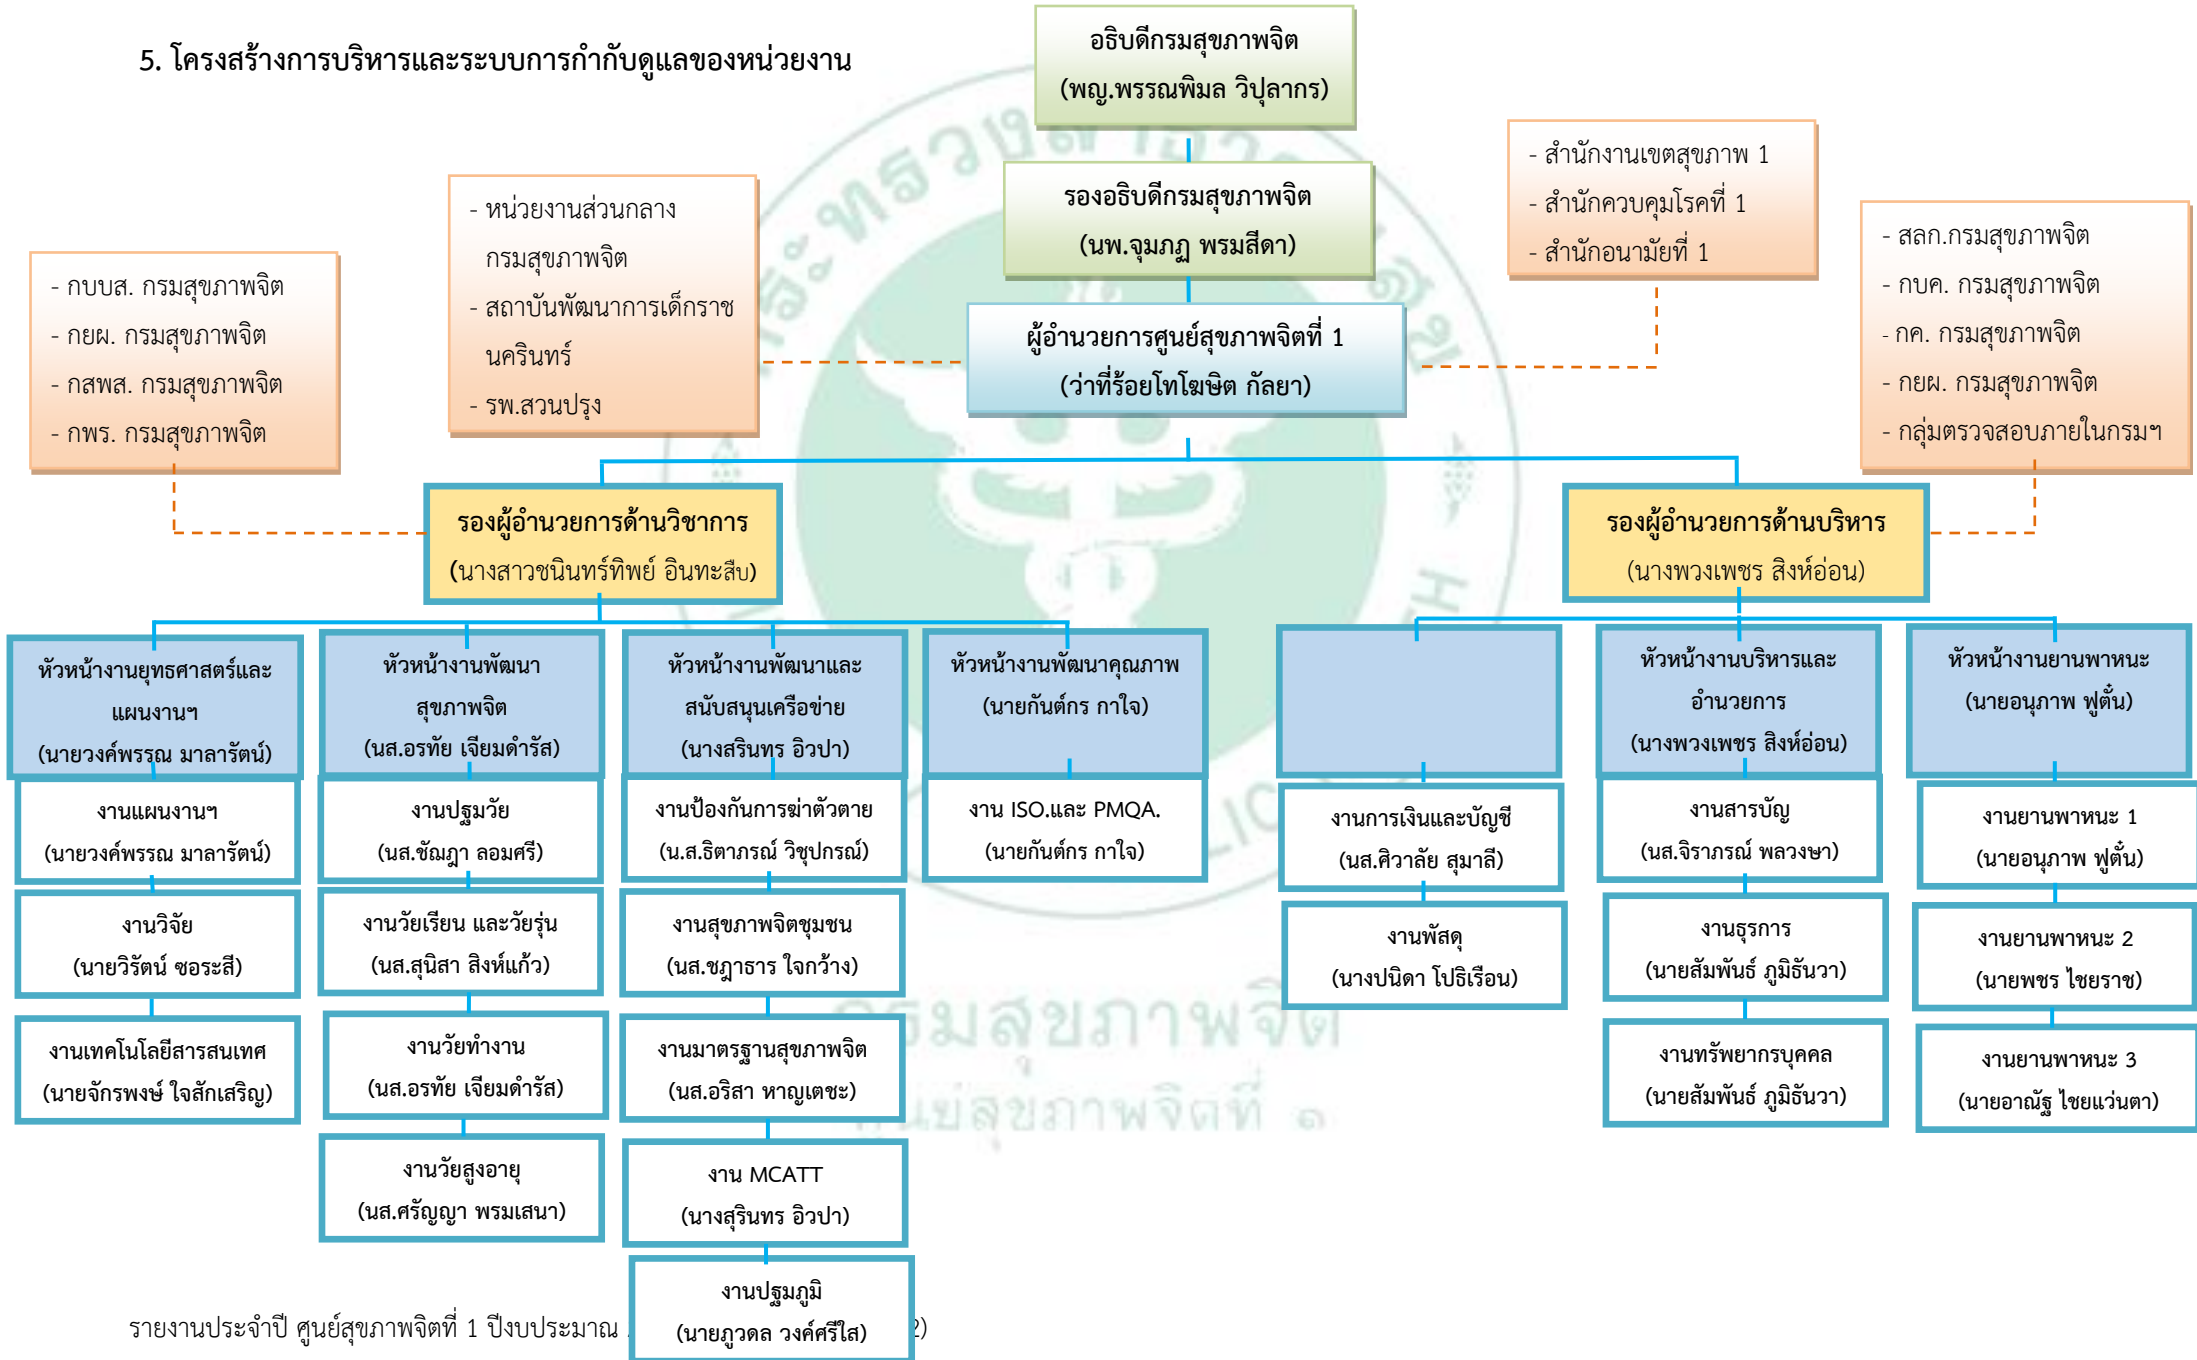 5. โครงสร้างการบริหารและระบบการกำกับดูแลของหน่วยงาน
อธิบดีกรมสุขภาพจิต
(พญ.พรรณพิมล วิปุลากร)
รองอธิบดีกรมสุขภาพจิต
(นพ.จุมภฏ พรมสีดา)
ผู้อำนวยการศูนย์สุขภาพจิตที่ 1
(ว่าที่ร้อยโทโฆษิต กัลยา)
- กบบส. กรมสุขภาพจิต
- กยผ. กรมสุขภาพจิต
- กสพส. กรมสุขภาพจิต
- กพร. กรมสุขภาพจิต
- หน่วยงานส่วนกลาง
กรมสุขภาพจิต
- สถาบันพัฒนาการเด็กราช
นครินทร์
- รพ.สวนปรุง
- สำนักงานเขตสุขภาพ 1
- สำนักควบคุมโรคที่ 1
- สำนักอนามัยที่ 1
- สลก.กรมสุขภาพจิต
- กบค. กรมสุขภาพจิต
- กค. กรมสุขภาพจิต
- กยผ. กรมสุขภาพจิต
- กลุ่มตรวจสอบภายในกรมฯ
รองผู้อำนวยการด้านวิชาการ
(นางสาวชนินทร์ทิพย์ อินทะสืบ)
รองผู้อำนวยการด้านบริหาร
(นางพวงเพชร สิงห์อ่อน)
หัวหน้างานยุทธศาสตร์และ
แผนงานฯ
(นายวงค์พรรณ มาลารัตน์)
งานแผนงานฯ
(นายวงค์พรรณ มาลารัตน์)
งานวิจัย
(นายวิรัตน์ ซอระสี)
งานเทคโนโลยีสารสนเทศ
(นายจักรพงษ์ ใจสักเสริญ)
หัวหน้างานพัฒนา
สุขภาพจิต
(นส.อรทัย เจียมดำรัส)
งานปฐมวัย
(นส.ชัฌฎา ลอมศรี)
งานวัยเรียน และวัยรุ่น
(นส.สุนิสา สิงห์แก้ว)
งานวัยทำงาน
(นส.อรทัย เจียมดำรัส)
งานวัยสูงอายุ
(นส.ศรัญญา พรมเสนา)
หัวหน้างานพัฒนาและ
สนับสนุนเครือข่าย
(นางสรินทร อิวปา)
งานป้องกันการฆ่าตัวตาย
(น.ส.ธิตาภรณ์ วิชุปกรณ์)
งานสุขภาพจิตชุมชน
(นส.ชฎาธาร ใจกว้าง)
งานมาตรฐานสุขภาพจิต
(นส.อริสา หาญเตชะ)
งาน MCATT
(นางสุรินทร อิวปา)
งานปฐมภูมิ
(นายภูวดล วงค์ศรีใส)
หัวหน้างานพัฒนาคุณภาพ
(นายกันต์กร กาใจ)
งาน ISO.และ PMQA.
(นายกันต์กร กาใจ)
งานการเงินและบัญชี
(นส.ศิวาลัย สุมาลี)
งานพัสดุ
(นางปนิดา โปธิเรือน)
หัวหน้างานบริหารและ
อำนวยการ
(นางพวงเพชร สิงห์อ่อน)
งานสารบัญ
(นส.จิราภรณ์ พลวงษา)
งานธุรการ
(นายสัมพันธ์ ภูมิธันวา)
งานทรัพยากรบุคคล
(นายสัมพันธ์ ภูมิธันวา)
หัวหน้างานยานพาหนะ
(นายอนุภาพ ฟูตั๋น)
งานยานพาหนะ 1
(นายอนุภาพ ฟูตั๋น)
งานยานพาหนะ 2
(นายพชร ไชยราช)
งานยานพาหนะ 3
(นายอาณัฐ ไชยแว่นตา)
กรมสุขภาพจิต
ศูนย์สุขภาพจิตที่ ๑
รายงานประจำปี ศูนย์สุขภาพจิตที่ 1 ปีงบประมาณ
2)